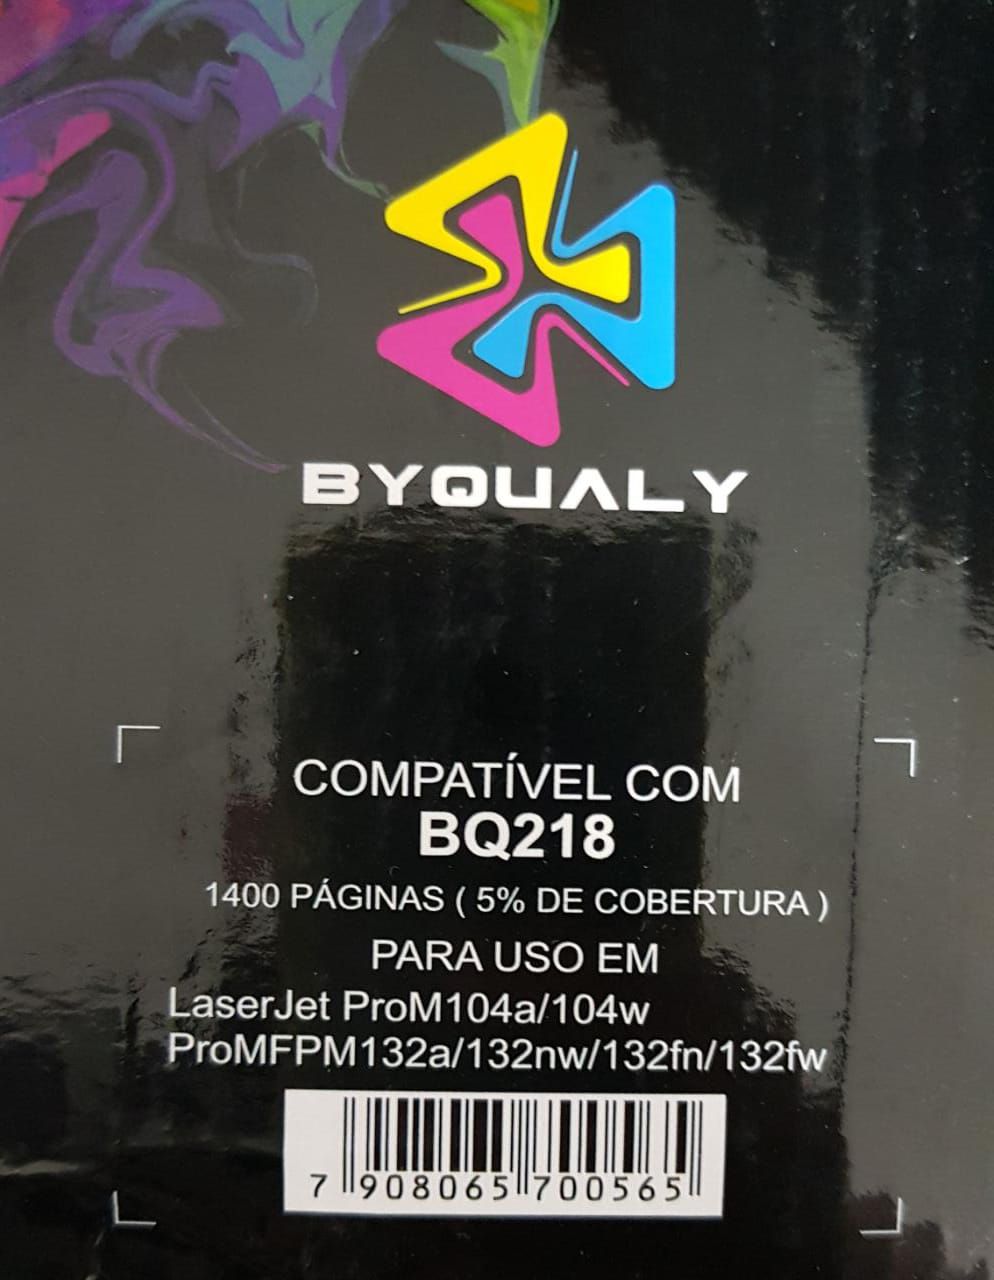 BYQUALY
COMPATÍVEL COM
BQ218
1400 PÁGINAS ( 5% DE COBERTURA )
PARA USO EM
LaserJet ProM104a/104w
ProMFPM132a/132nw/132fn/132fw
7 908065 700565